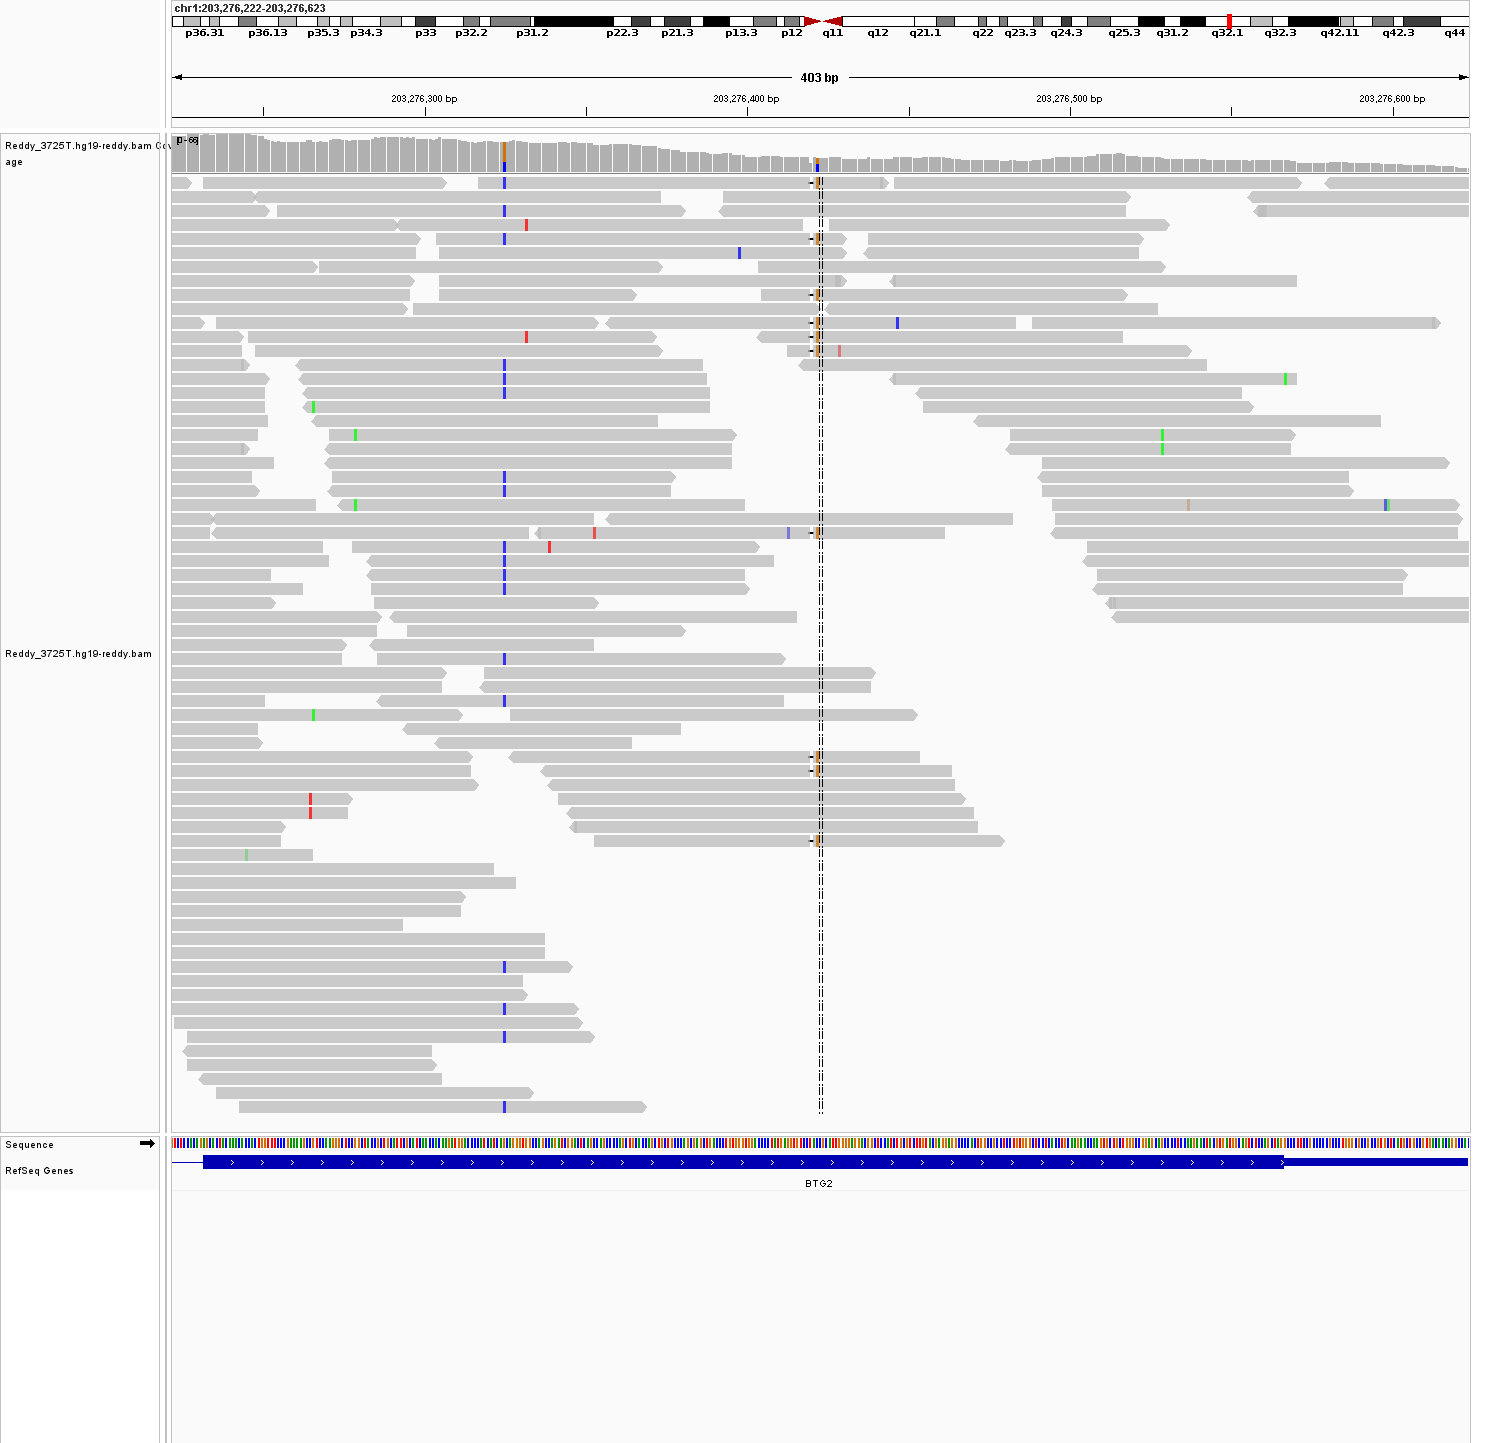 chr1:203,276,222-203,276,623
p36.31 p36.13 p35.3 p34.3 p33 p32.2 p31.2 p22.3 p21.3 p13.3 p12 q11 q12 q21.1 q22 q23.3 q24.3 q25.3 q31.2 q32.1 q32.3 q42.11 q42.3 q44
403 bp
203,276,300 bp 203,276,400 bp 203,276,500 bp 203,276,600 bp
Reddy_3725T.hg19-reddy.bam Cov
age
Reddy_3725T.hg19-reddy.bam
Sequence
RefSeq Genes
BTG2